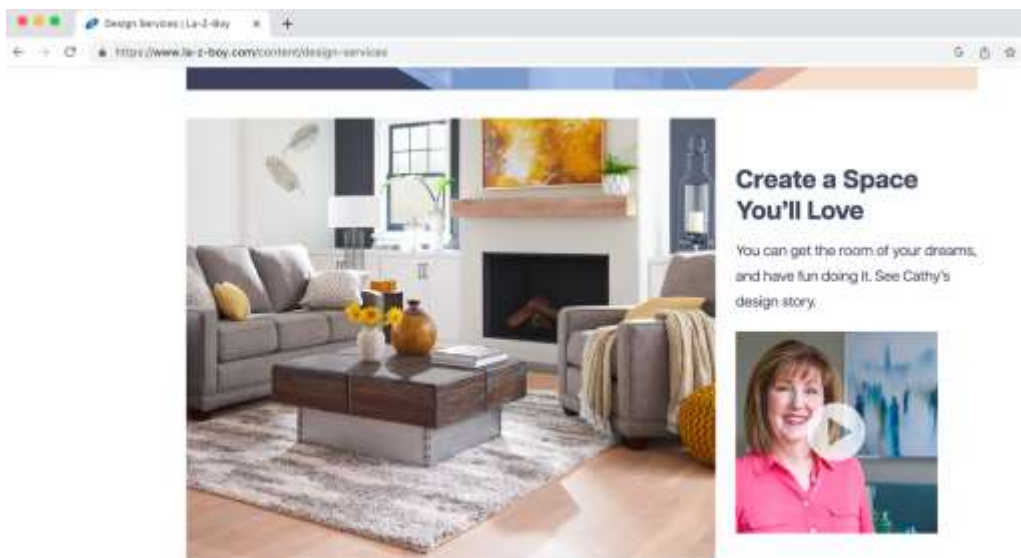 Design Services | La-Z-Boy
https://www.la-z-boy.com/content/design-services
Create a Space
You'll Love
You can get the room of your dreams,
and have fun doing it. See Cathy's
design story.